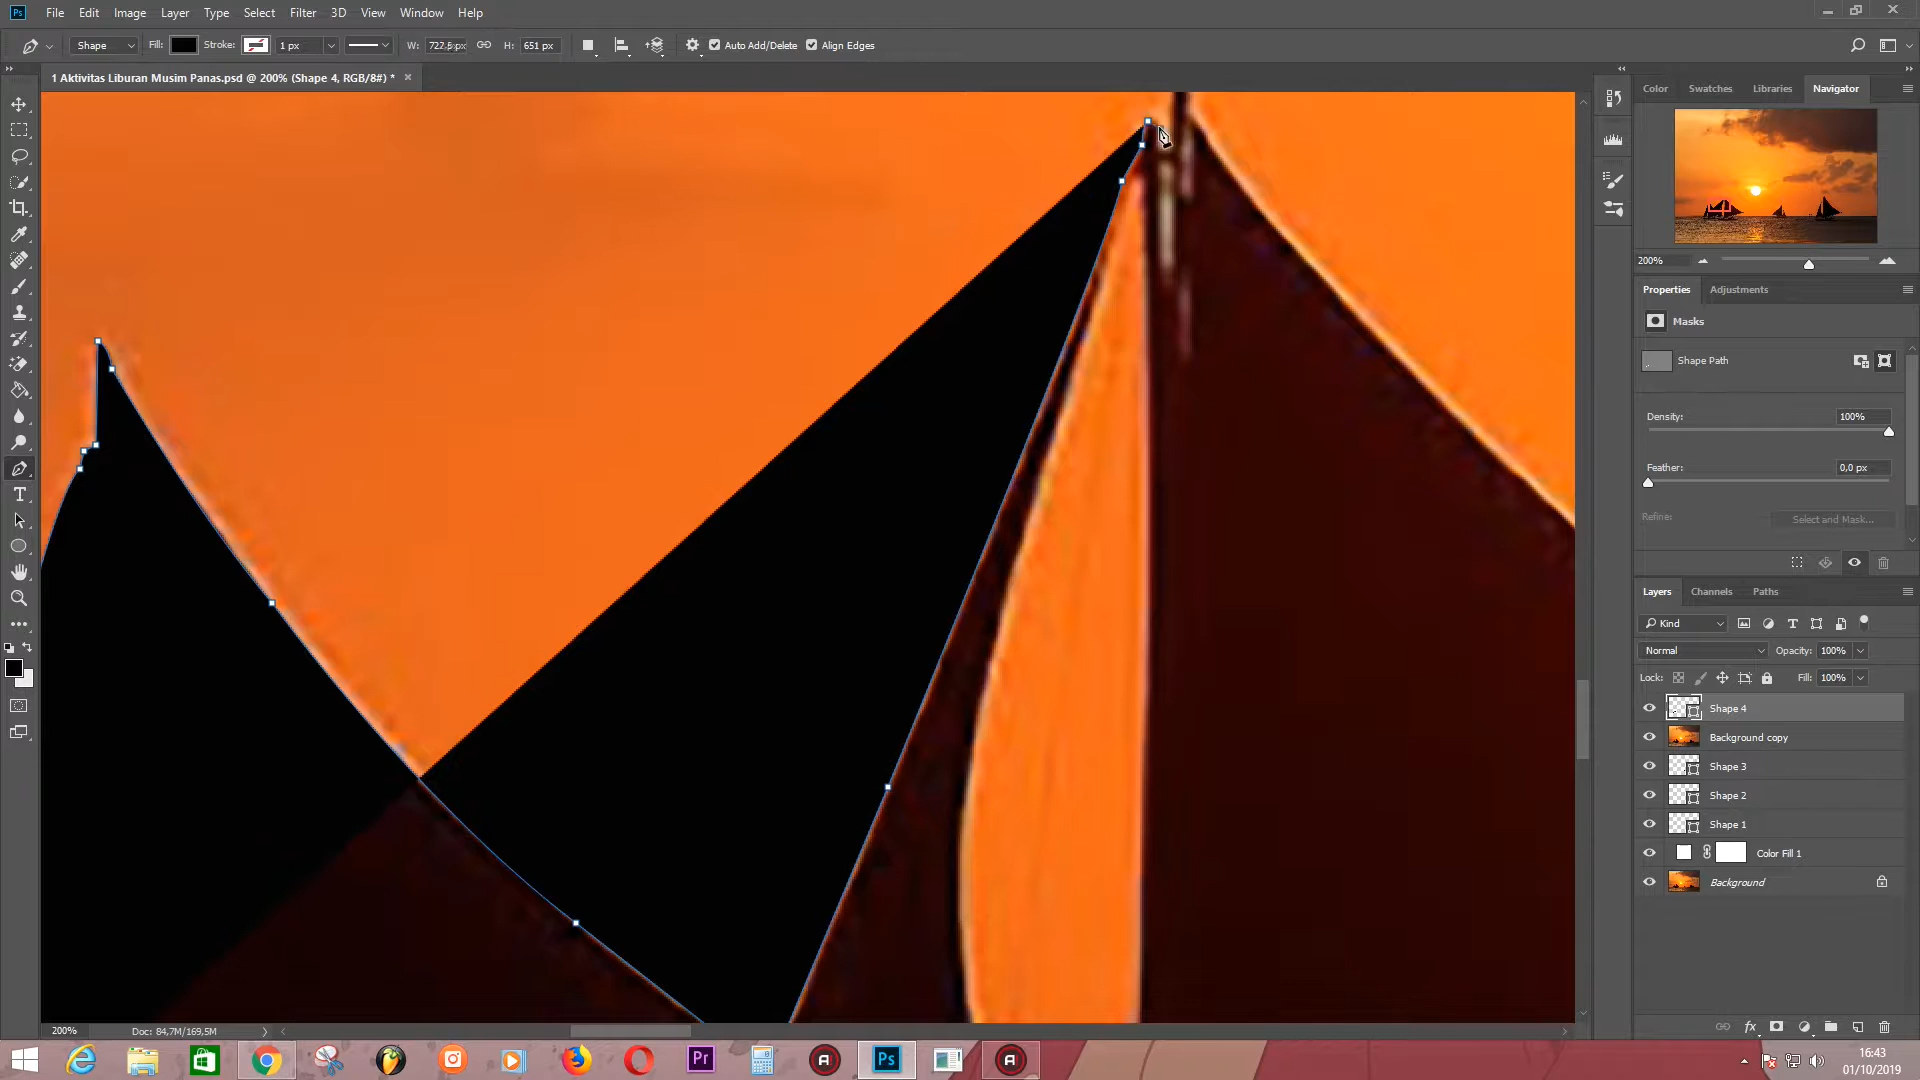 Ps File Edit Image Layer Type Select Filter 3D View Window Help
Shape Fill: Stroke: 1 px W: 722,5 px H: 651 px Auto Add/Delete Align Edges
1 Aktivitas Liburan Musim Panas.psd @ 200% (Shape 4, RGB/8#) * ×
Color Swatches Libraries Navigator
200%
Properties Adjustments
Masks
Shape Path
Density: 100%
Feather: 0,0 px
Refine: Select and Mask...
Layers Channels Paths
Kind
Normal Opacity: 100%
Lock: Fill: 100%
Shape 4
Background copy
Shape 3
Shape 2
Shape 1
Color Fill 1
Background
200% Doc: 84,7M/169,5M
Pr Ps
16:43
01/10/2019